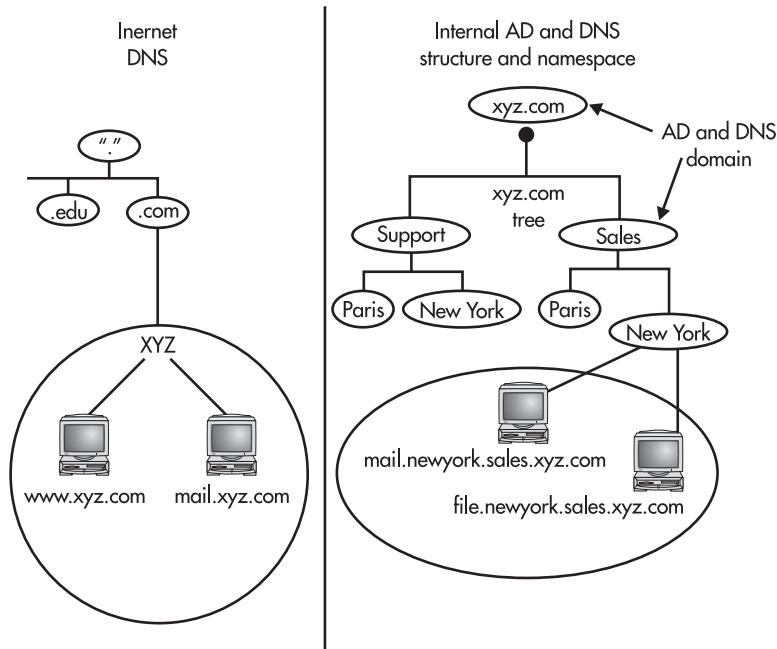 Inernet
DNS
"."
.edu
.com
XYZ
www.xyz.com
mail.xyz.com
Internal AD and DNS
structure and namespace
xyz.com
AD and DNS
domain
xyz.com
tree
Support
Sales
Paris
New York
Paris
New York
mail.newyork.sales.xyz.com
file.newyork.sales.xyz.com